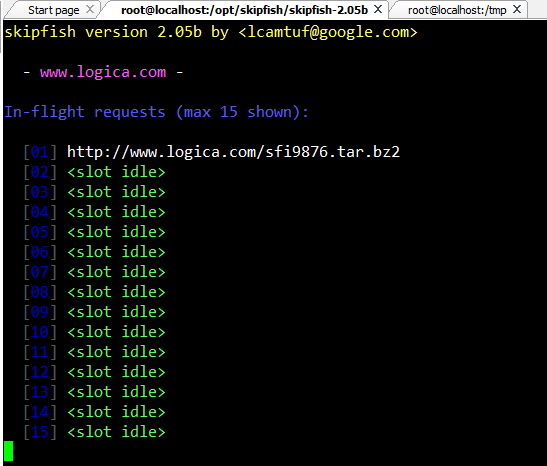 Start page
root@localhost:/opt/skipfish/skipfish-2.05b
root@localhost:/tmp
skipfish version 2.05b by <lcamtuf@google.com>
- www.logica.com -
In-flight requests (max 15 shown):
[01] http://www.logica.com/sfi9876.tar.bz2
[02] <slot idle>
[03] <slot idle>
[04] <slot idle>
[05] <slot idle>
[06] <slot idle>
[07] <slot idle>
[08] <slot idle>
[09] <slot idle>
[10] <slot idle>
[11] <slot idle>
[12] <slot idle>
[13] <slot idle>
[14] <slot idle>
[15] <slot idle>